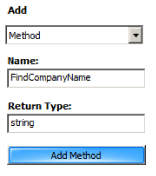 Add
Method
Name:
FindCompanyName
Return Type:
string
Add Method